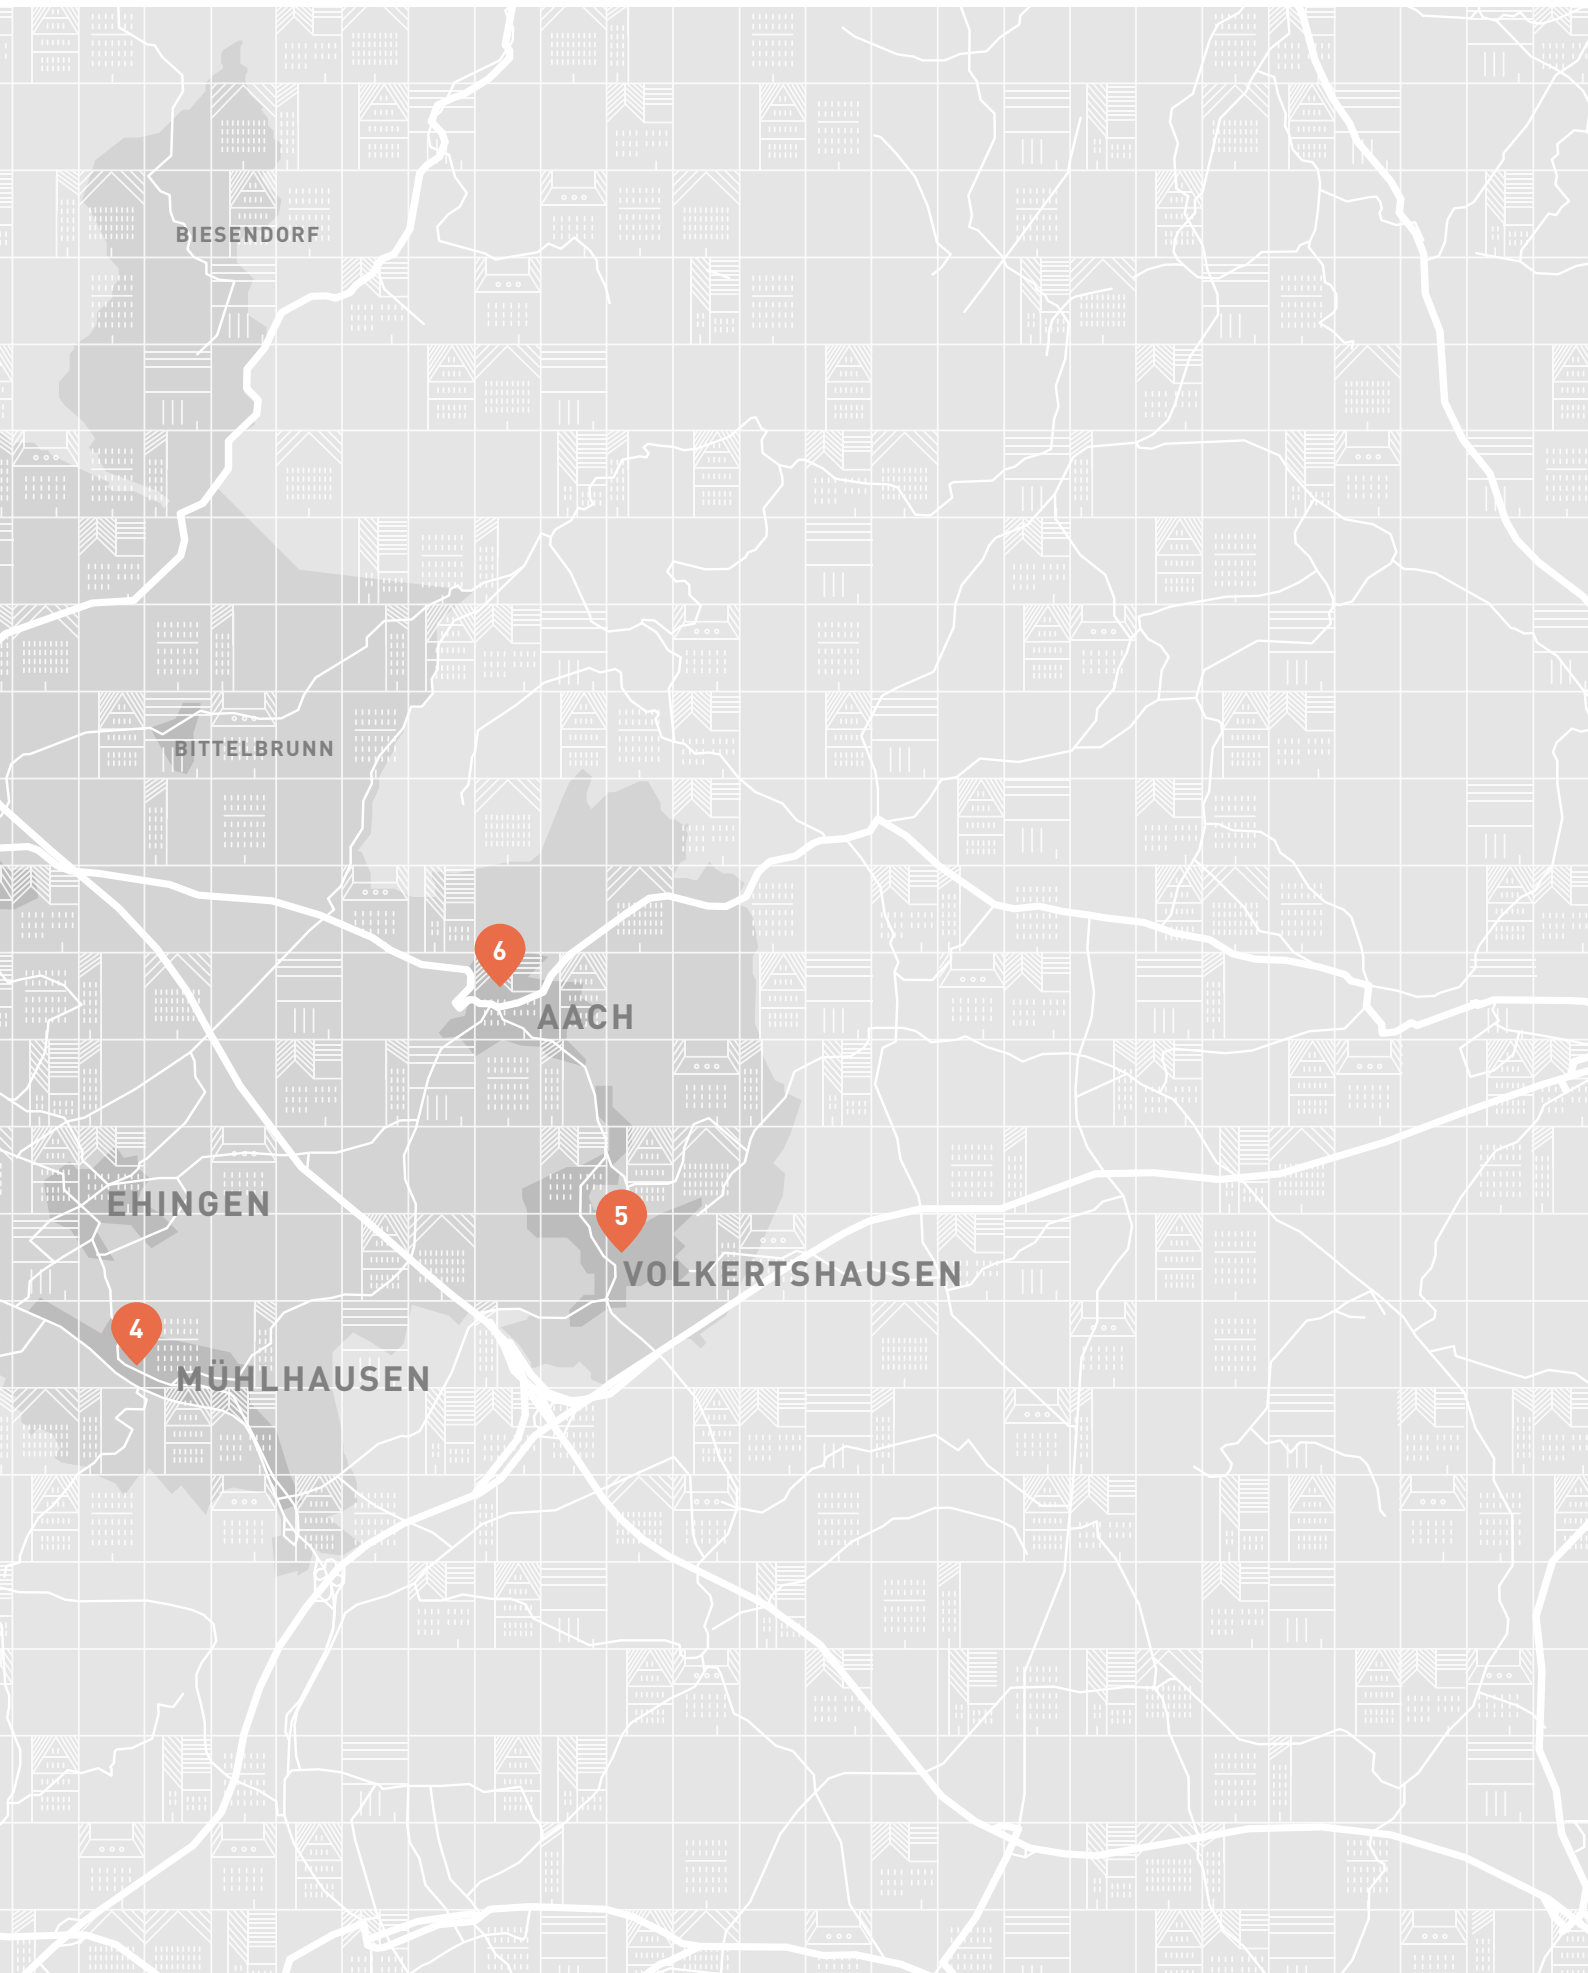 BIESENDORF
BITTELBRUNN
6
AACH
EHINGEN
5
VOLKERTSHAUSEN
4
MÜHLHAUSEN